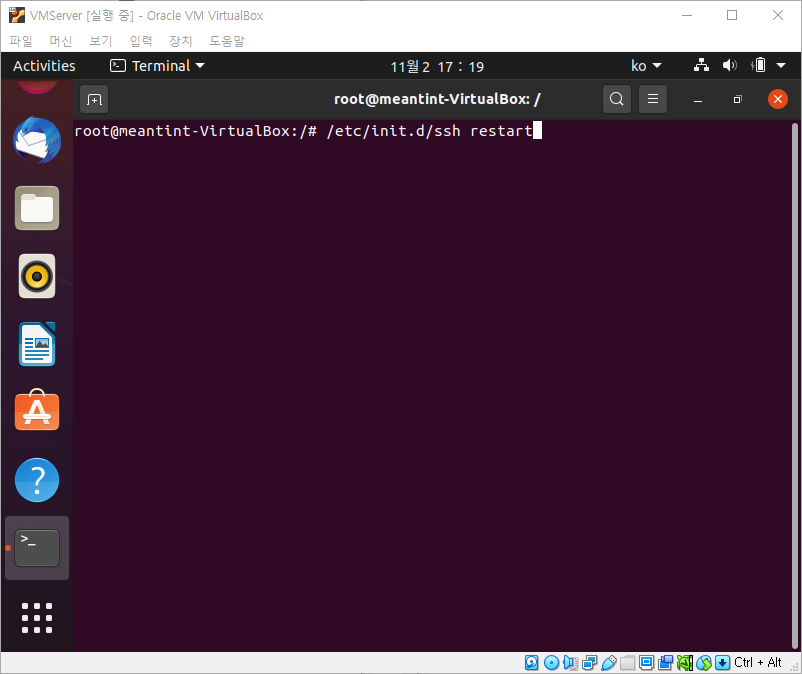 VMServer [실행 중] - Oracle VM VirtualBox
파일 머신 보기 입력 장치 도움말
Activities Terminal 11월 2 17 : 19 ko
root@meantint-VirtualBox: /
root@meantint-VirtualBox:/# /etc/init.d/ssh restart
Ctrl + Alt